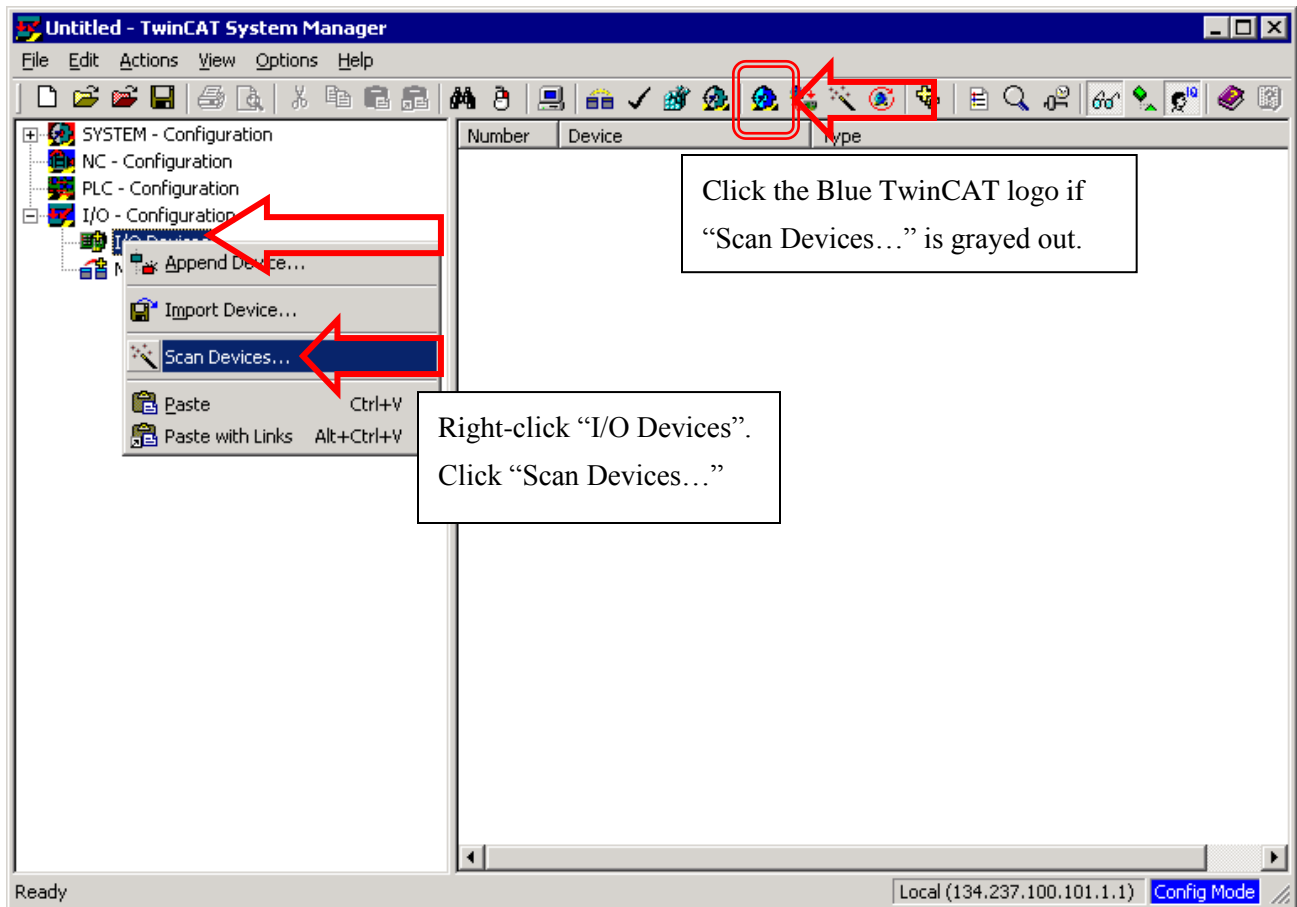 Untitled - TwinCAT System Manager
File Edit Actions View Options Help
SYSTEM - Configuration
NC - Configuration
PLC - Configuration
I/O - Configuration
I/O Devices
Append Device...
Import Device...
Scan Devices...
Paste Ctrl+V
Paste with Links Alt+Ctrl+V
Number Device Type
Click the Blue TwinCAT logo if
“Scan Devices…” is grayed out.
Right-click “I/O Devices”.
Click “Scan Devices…”
Ready Local (134.237.100.101.1.1) Config Mode